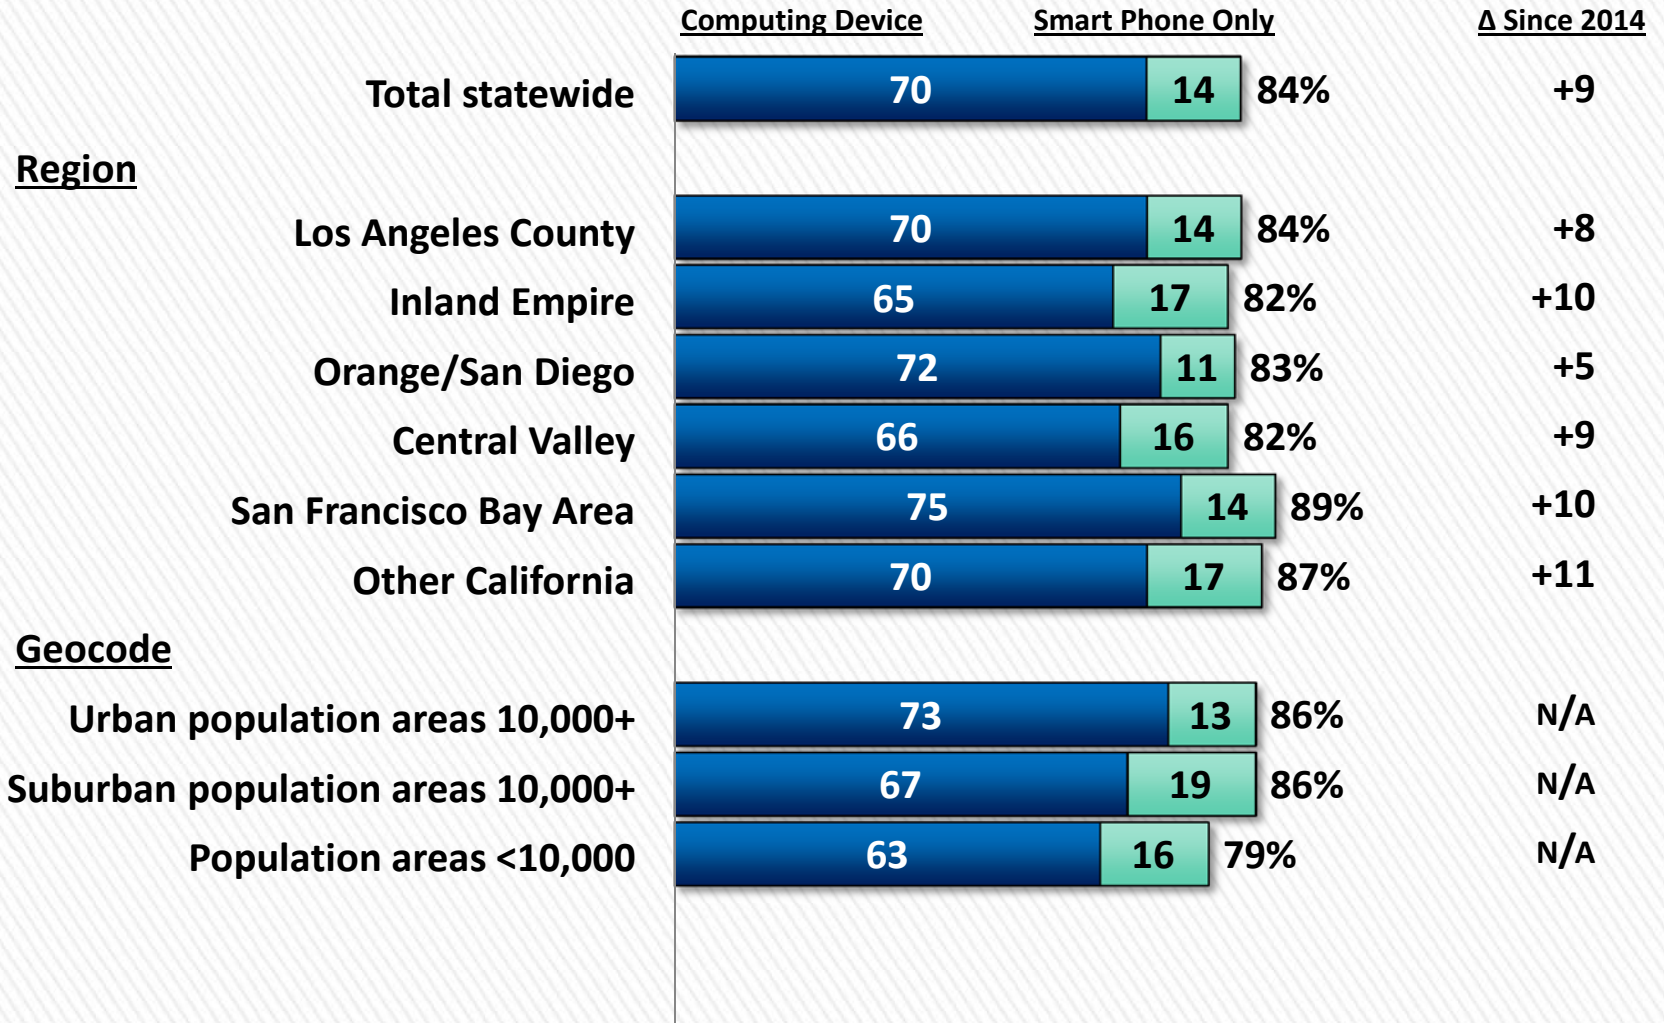 Computing Device Smart Phone Only Δ Since 2014
Total statewide 70 14 84% +9
Region
Los Angeles County 70 14 84% +8
Inland Empire 65 17 82% +10
Orange/San Diego 72 11 83% +5
Central Valley 66 16 82% +9
San Francisco Bay Area 75 14 89% +10
Other California 70 17 87% +11
Geocode
Urban population areas 10,000+ 73 13 86% N/A
Suburban population areas 10,000+ 67 19 86% N/A
Population areas <10,000 63 16 79% N/A